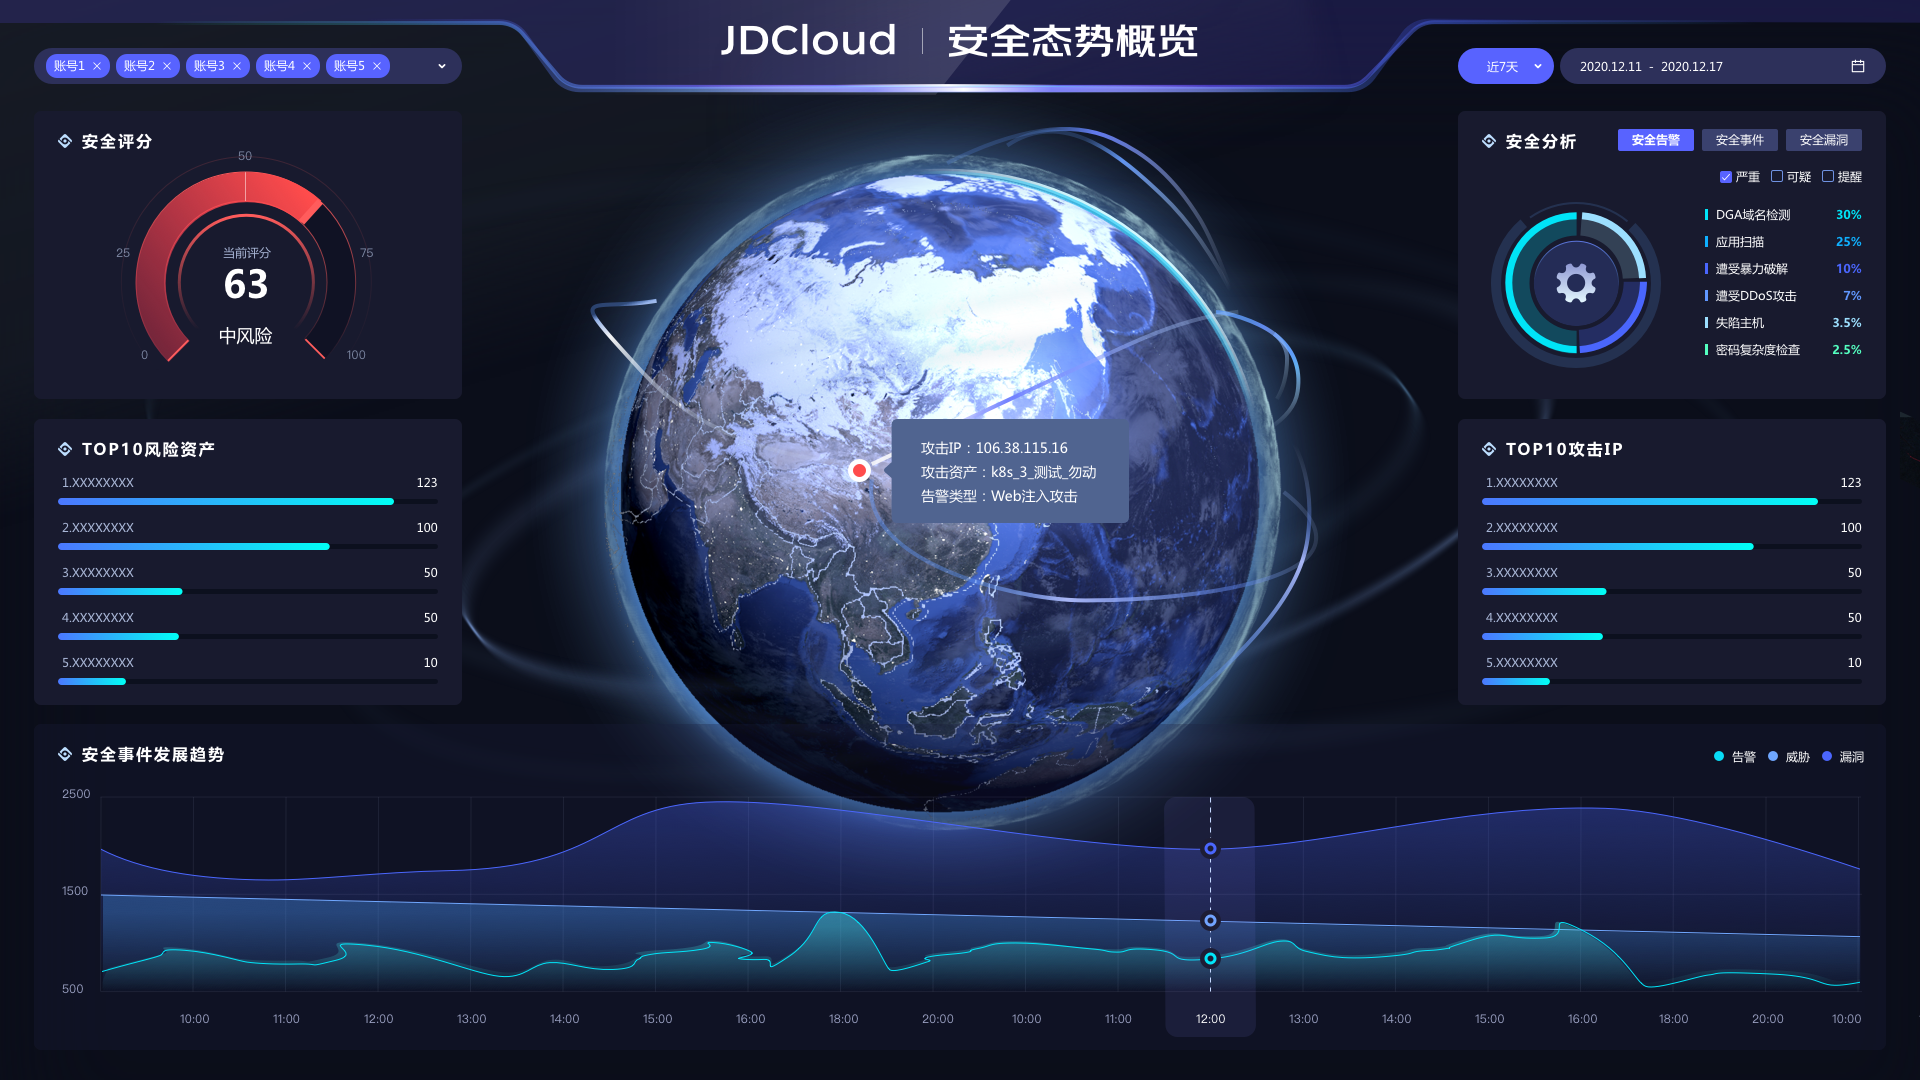 JDCloud | 安全态势概览
账号1 × 账号2 × 账号3 × 账号4 × 账号5 ×
近7天
2020.12.11 - 2020.12.17
安全评分
0
25
50
75
100
当前评分
63
中风险
TOP10风险资产
1.XXXXXXXX 123
2.XXXXXXXX 100
3.XXXXXXXX 50
4.XXXXXXXX 50
5.XXXXXXXX 10
攻击IP：106.38.115.16
攻击资产：k8s_3_测试_勿动
告警类型：Web注入攻击
安全分析
安全告警 安全事件 安全漏洞
严重 可疑 提醒
DGA域名检测 30%
应用扫描 25%
遭受暴力破解 10%
遭受DDoS攻击 7%
失陷主机 3.5%
密码复杂度检查 2.5%
TOP10攻击IP
1.XXXXXXXX 123
2.XXXXXXXX 100
3.XXXXXXXX 50
4.XXXXXXXX 50
5.XXXXXXXX 10
安全事件发展趋势
告警 威胁 漏洞
2500
1500
500
10:00 11:00 12:00 13:00 14:00 15:00 16:00 18:00 20:00 10:00 11:00 12:00 13:00 14:00 15:00 16:00 18:00 20:00 10:00